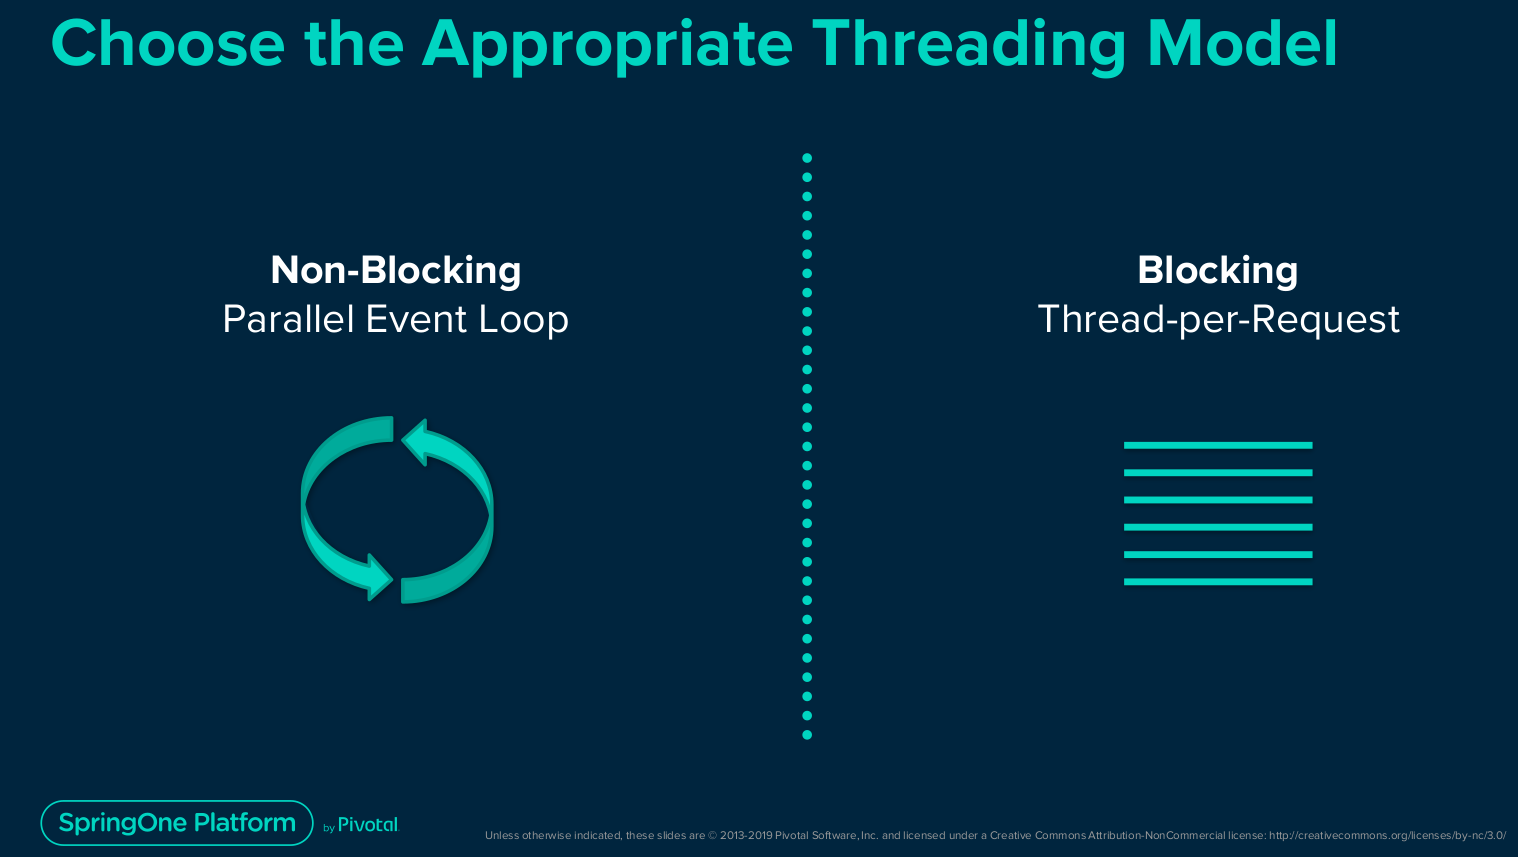 Choose the Appropriate Threading Model
Non-Blocking
Parallel Event Loop
Blocking
Thread-per-Request
SpringOne Platform by Pivotal
Unless otherwise indicated, these slides are © 2013-2019 Pivotal Software, Inc. and licensed under a Creative Commons Attribution-NonCommercial license: http://creativecommons.org/licenses/by-nc/3.0/